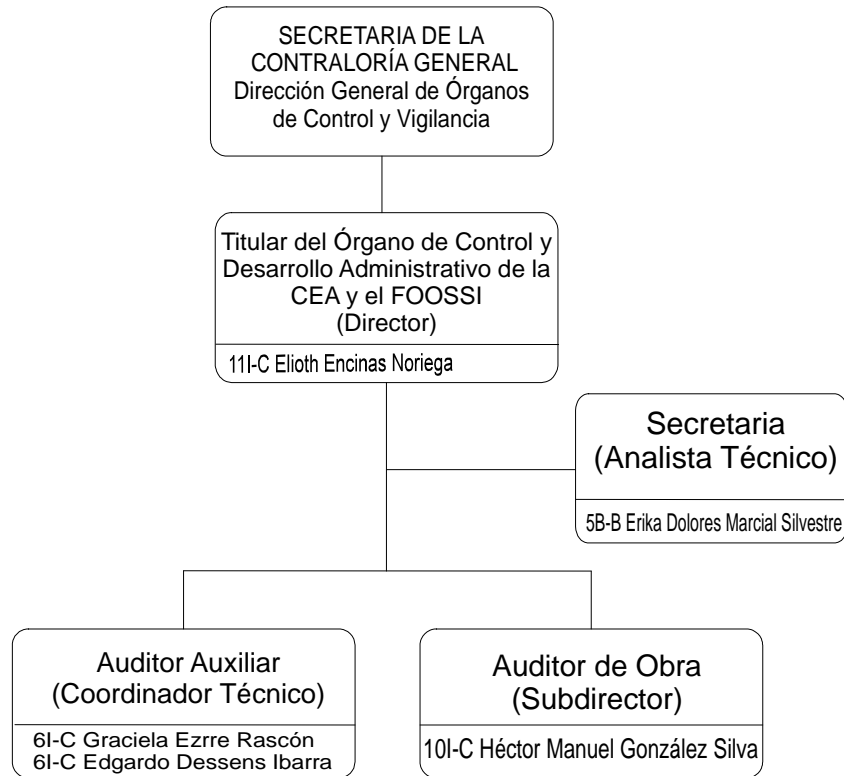 SECRETARIA DE LA
CONTRALORÍA GENERAL
Dirección General de Órganos
de Control y Vigilancia
Titular del Órgano de Control y
Desarrollo Administrativo de la
CEA y el FOOSSI
(Director)
11I-C Elioth Encinas Noriega
Secretaria
(Analista Técnico)
5B-B Erika Dolores Marcial Silvestre
Auditor Auxiliar
(Coordinador Técnico)
6I-C Graciela Ezrre Rascón
6I-C Edgardo Dessens Ibarra
Auditor de Obra
(Subdirector)
10I-C Héctor Manuel González Silva